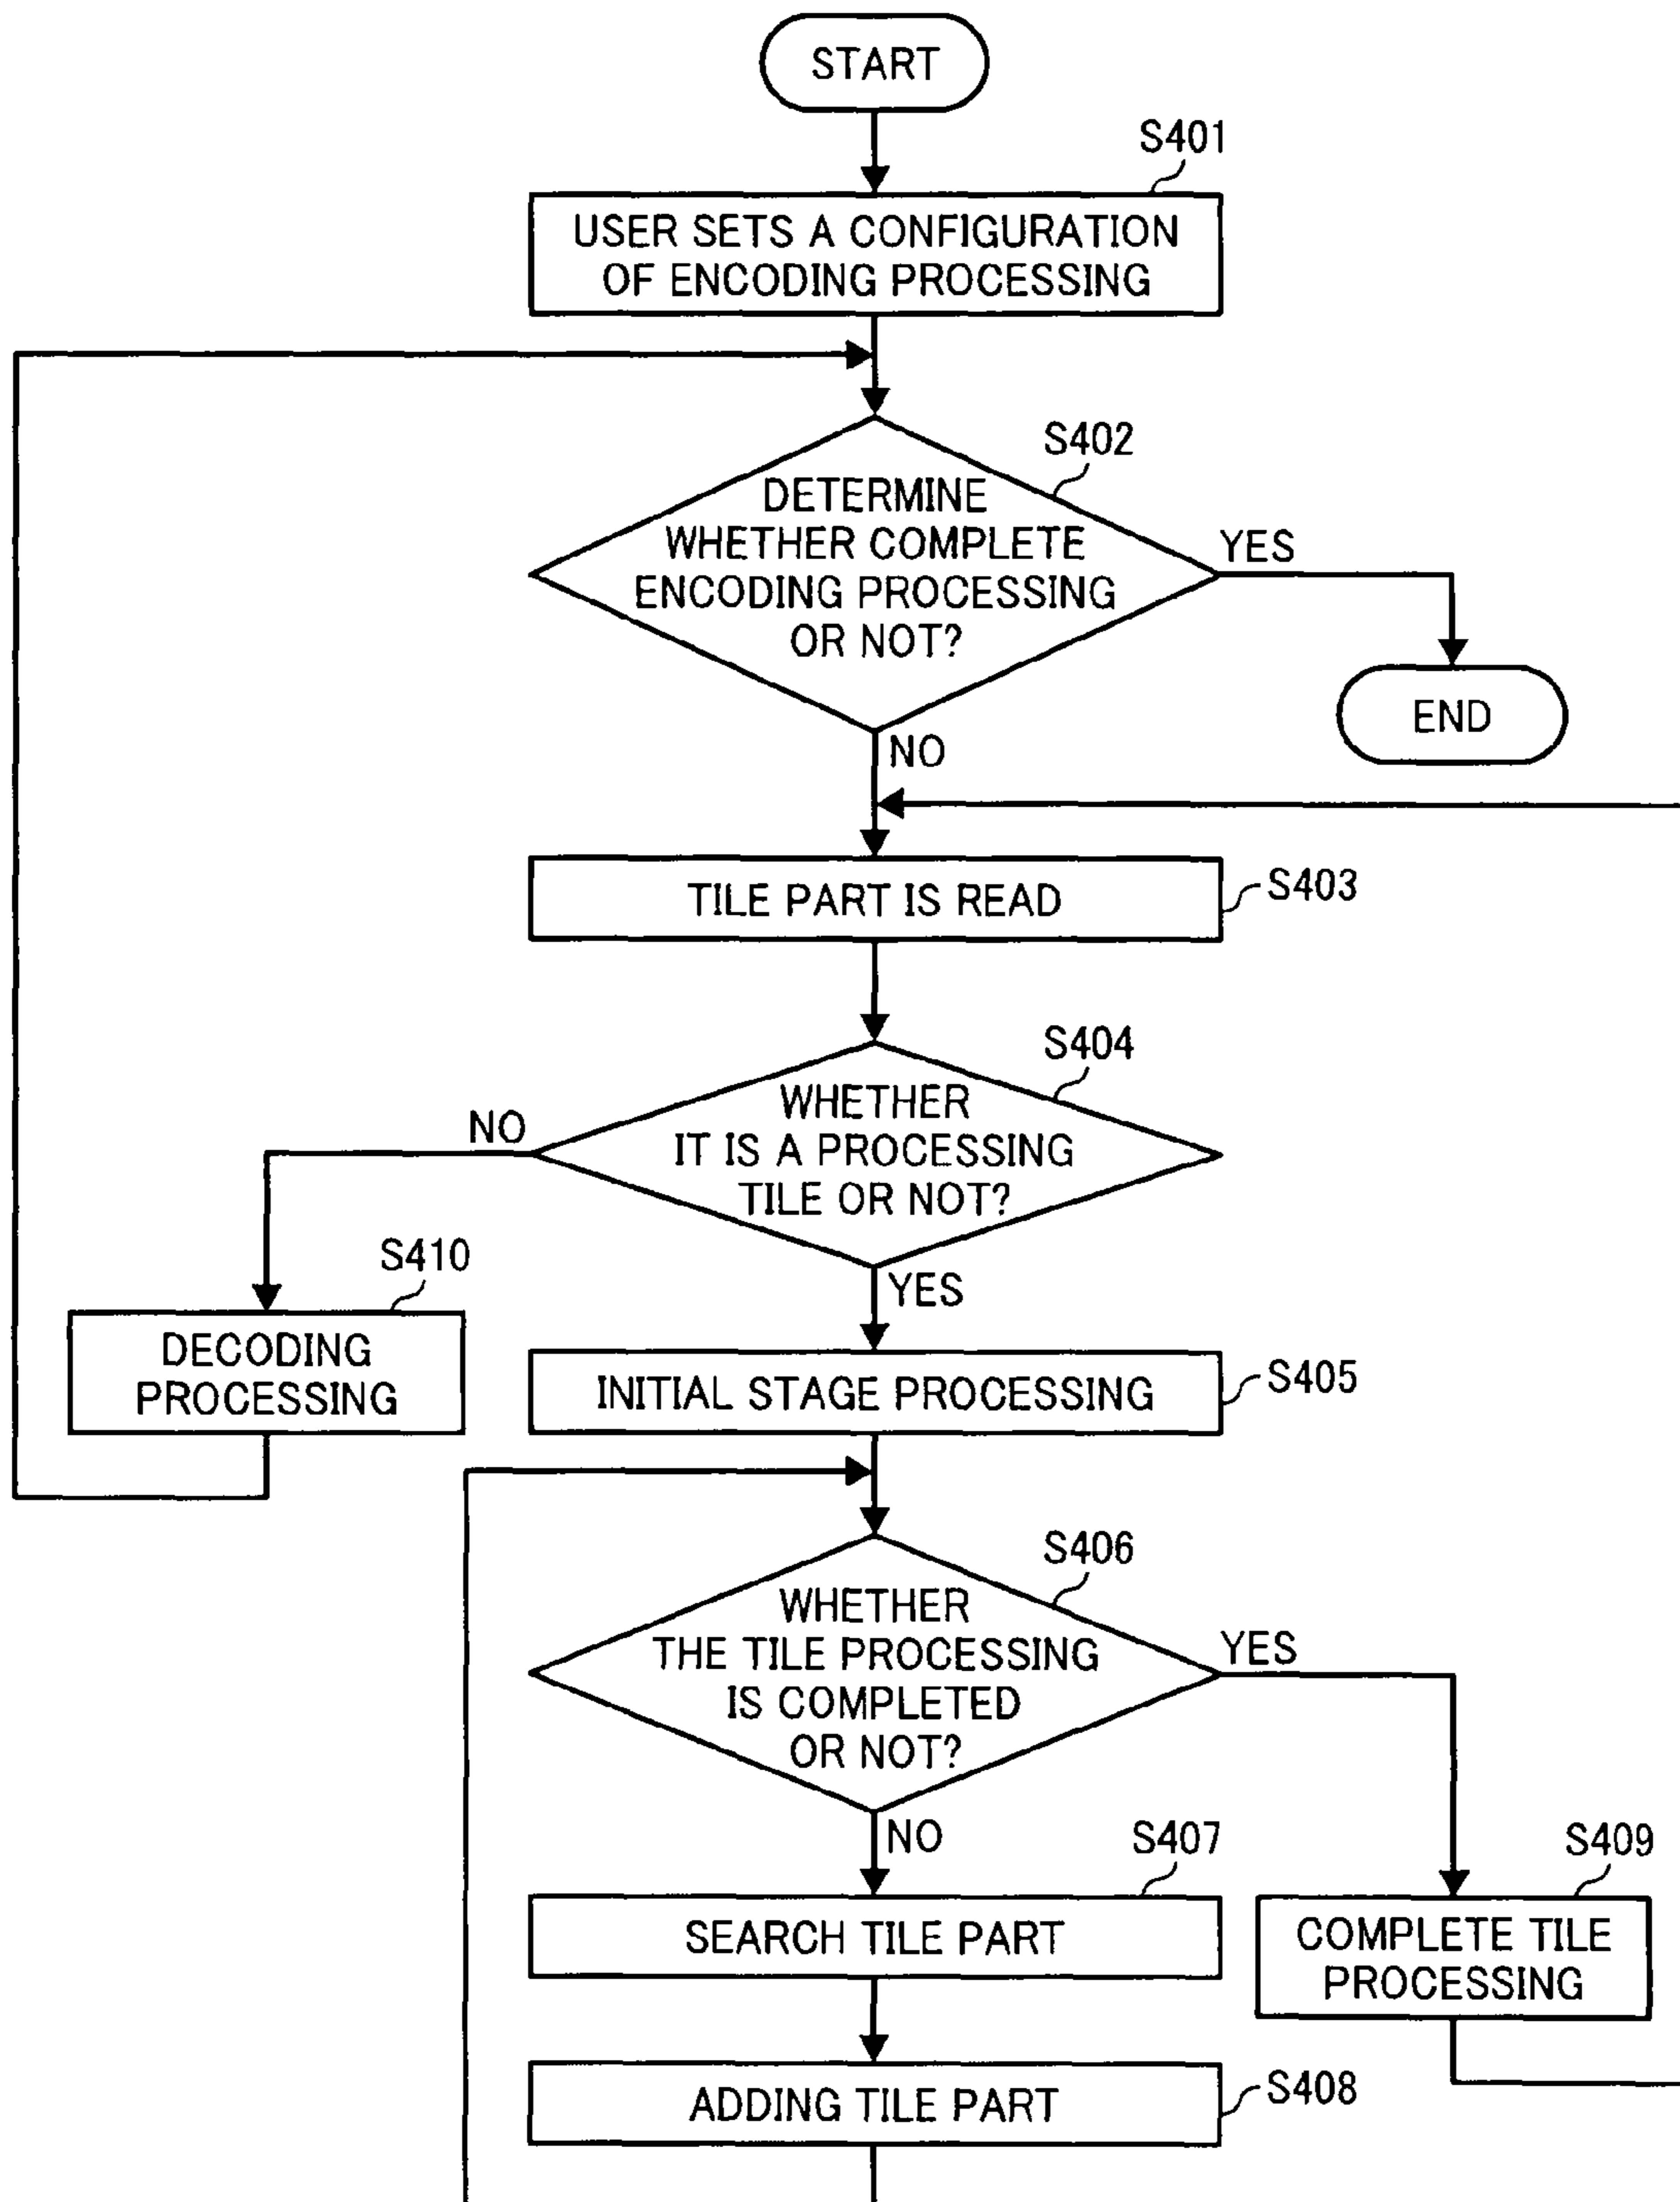 START
S401
USER SETS A CONFIGURATION
OF ENCODING PROCESSING
S402
DETERMINE
WHETHER COMPLETE
ENCODING PROCESSING
OR NOT?
YES
END
NO
TILE PART IS READ
S403
S404
WHETHER
IT IS A PROCESSING
TILE OR NOT?
NO
YES
S410
DECODING
PROCESSING
INITIAL STAGE PROCESSING
S405
S406
WHETHER
THE TILE PROCESSING
IS COMPLETED
OR NOT?
YES
NO
S407
SEARCH TILE PART
S409
COMPLETE TILE
PROCESSING
ADDING TILE PART
S408